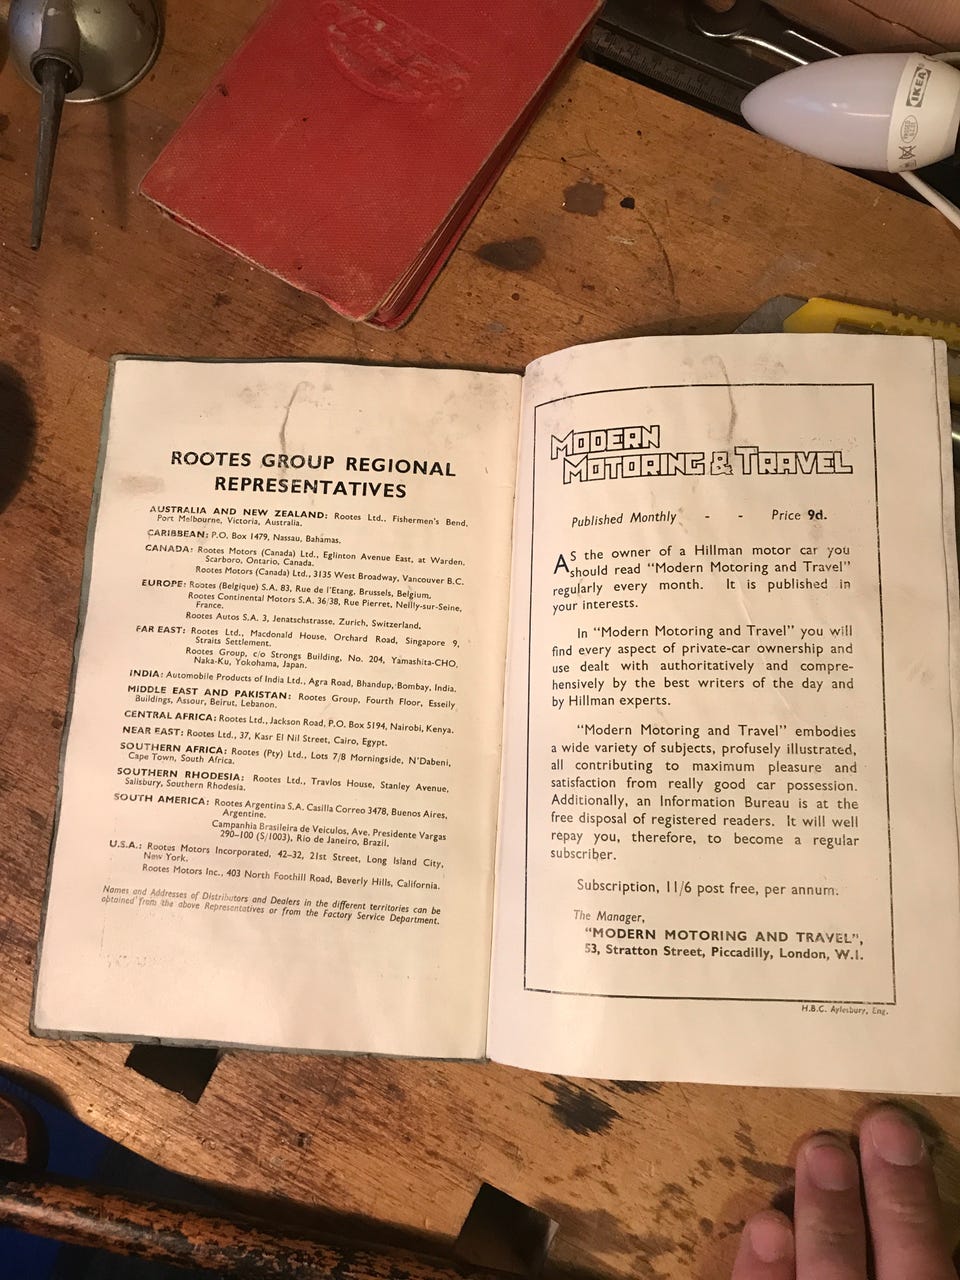 IKEA
ROOTES GROUP REGIONAL
REPRESENTATIVES
AUSTRALIA AND NEW ZEALAND: Rootes Ltd., Fishermen's Bend,
Port Melbourne, Victoria, Australia.
CARIBBEAN: P.O. Box 1479, Nassau, Bahamas.
CANADA: Rootes Motors (Canada) Ltd., Eglinton Avenue East, at Warden,
Scarboro, Ontario, Canada.
Rootes Motors (Canada) Ltd., 3135 West Broadway, Vancouver B.C.
EUROPE: Rootes (Belgique) S.A. 83, Rue de l'Etang, Brussels, Belgium.
Rootes Continental Motors S.A. 36/38, Rue Pierret, Neilly-sur-Seine,
France.
Rootes Autos S.A. 3, Jenatschstrasse, Zurich, Switzerland.
FAR EAST: Rootes Ltd., Macdonald House, Orchard Road, Singapore 9,
Straits Settlement.
Rootes Group, c/o Strongs Building, No. 204, Yamashita-CHO,
Naka-Ku, Yokohama, Japan.
INDIA: Automobile Products of India Ltd., Agra Road, Bhandup, Bombay, India.
MIDDLE EAST AND PAKISTAN: Rootes Group, Fourth Floor, Esseily
Buildings, Assour, Beirut, Lebanon.
CENTRAL AFRICA: Rootes Ltd., Jackson Road, P.O. Box 5194, Nairobi, Kenya.
NEAR EAST: Rootes Ltd., 37, Kasr El Nil Street, Cairo, Egypt.
SOUTHERN AFRICA: Rootes (Pty) Ltd., Lots 7/8 Morningside, N'Dabeni,
Cape Town, South Africa.
SOUTHERN RHODESIA: Rootes Ltd., Travlos House, Stanley Avenue,
Salisbury, Southern Rhodesia.
SOUTH AMERICA: Rootes Argentina S.A. Casilla Correo 3478, Buenos Aires,
Argentine.
Campanhia Brasileira de Veiculos, Ave. Presidente Vargas
290-100 (S/1003), Rio de Janeiro, Brazil.
U.S.A.: Rootes Motors Incorporated, 42-32, 21st Street, Long Island City,
New York.
Rootes Motors Inc., 403 North Foothill Road, Beverly Hills, California.
Names and Addresses of Distributors and Dealers in the different territories can be
obtained from the above Representatives or from the Factory Service Department.
MODERN
MOTORING & TRAVEL
Published Monthly - - Price 9d.
AS the owner of a Hillman motor car you
should read "Modern Motoring and Travel"
regularly every month. It is published in
your interests.
In "Modern Motoring and Travel" you will
find every aspect of private-car ownership and
use dealt with authoritatively and compre-
hensively by the best writers of the day and
by Hillman experts.
"Modern Motoring and Travel" embodies
a wide variety of subjects, profusely illustrated,
all contributing to maximum pleasure and
satisfaction from really good car possession.
Additionally, an Information Bureau is at the
free disposal of registered readers. It will well
repay you, therefore, to become a regular
subscriber.
Subscription, 11/6 post free, per annum.
The Manager,
"MODERN MOTORING AND TRAVEL",
53, Stratton Street, Piccadilly, London, W.1.
H.B.C. Aylesbury, Eng.